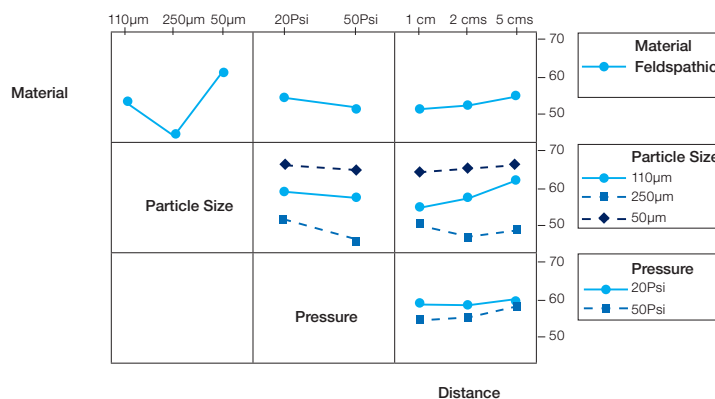 110µm 250µm 50µm 20Psi 50Psi 1 cm 2 cms 5 cms
70
60
50
Material
Material
Feldspathic
70
60
50
Particle Size
Particle Size
110µm
250µm
50µm
70
60
50
Pressure
Pressure
20Psi
50Psi
Distance